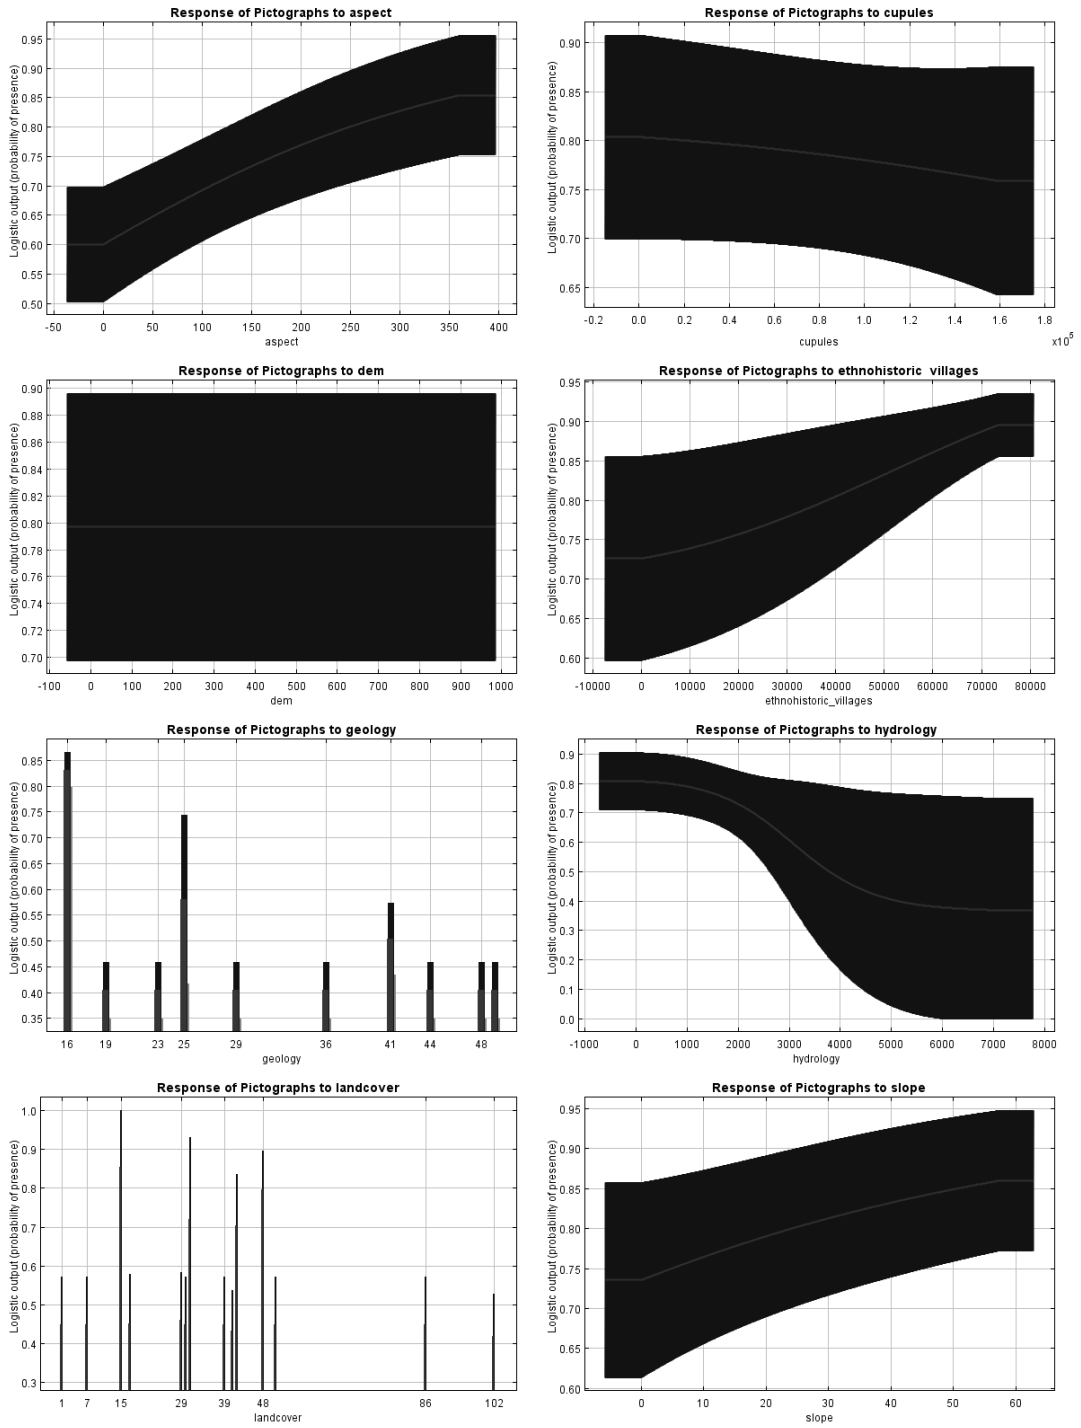 Response of Pictographs to aspect
Logistic output (probability of presence)
0.95
0.90
0.85
0.80
0.75
0.70
0.65
0.60
0.55
0.50
-50 0 50 100 150 200 250 300 350 400
aspect
Response of Pictographs to cupules
Logistic output (probability of presence)
0.90
0.85
0.80
0.75
0.70
0.65
-0.2 0.0 0.2 0.4 0.6 0.8 1.0 1.2 1.4 1.6 1.8
cupules
x10^5
Response of Pictographs to dem
Logistic output (probability of presence)
0.90
0.88
0.86
0.84
0.82
0.80
0.78
0.76
0.74
0.72
0.70
-100 0 100 200 300 400 500 600 700 800 900 1000
dem
Response of Pictographs to ethnohistoric_villages
Logistic output (probability of presence)
0.95
0.90
0.85
0.80
0.75
0.70
0.65
0.60
-10000 0 10000 20000 30000 40000 50000 60000 70000 80000
ethnohistoric_villages
Response of Pictographs to geology
Logistic output (probability of presence)
0.85
0.80
0.75
0.70
0.65
0.60
0.55
0.50
0.45
0.40
0.35
16 19 23 25 29 36 41 44 48
geology
Response of Pictographs to hydrology
Logistic output (probability of presence)
0.9
0.8
0.7
0.6
0.5
0.4
0.3
0.2
0.1
0.0
-1000 0 1000 2000 3000 4000 5000 6000 7000 8000
hydrology
Response of Pictographs to landcover
Logistic output (probability of presence)
1.0
0.9
0.8
0.7
0.6
0.5
0.4
0.3
1 7 15 29 39 48 86 102
landcover
Response of Pictographs to slope
Logistic output (probability of presence)
0.95
0.90
0.85
0.80
0.75
0.70
0.65
0.60
0 10 20 30 40 50 60
slope